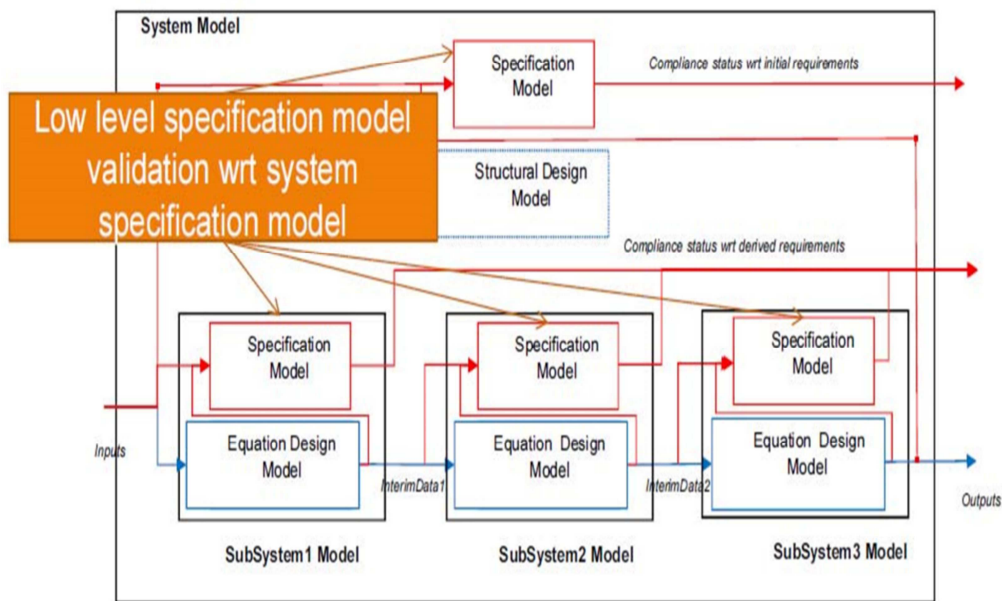 System Model
Specification
Model
Compliance status wrt initial requirements
Low level specification model
validation wrt system
specification model
Structural Design
Model
Compliance status wrt derived requirements
Specification
Model
Specification
Model
Specification
Model
Inputs
Equation Design
Model
InterimData1
Equation Design
Model
InterimData2
Equation Design
Model
Outputs
SubSystem1 Model
SubSystem2 Model
SubSystem3 Model